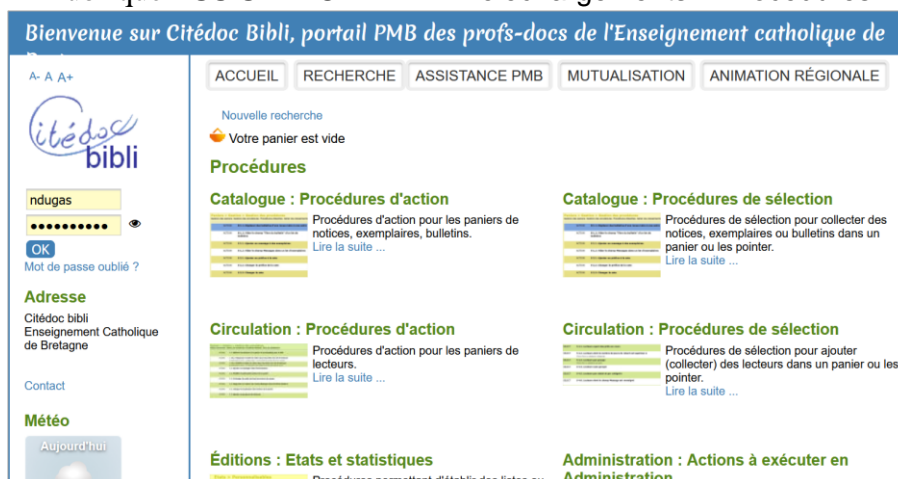 Bienvenue sur Citédoc Bibli, portail PMB des profs-docs de l'Enseignement catholique de
A- A A+
ACCUEIL RECHERCHE ASSISTANCE PMB MUTUALISATION ANIMATION RÉGIONALE
Citédoc
bibli
ndugas
OK
Mot de passe oublié ?
Adresse
Citédoc bibli
Enseignement Catholique
de Bretagne
Contact
Météo
Aujourd'hui
Nouvelle recherche
Votre panier est vide
Procédures
Catalogue : Procédures d'action
Procédures d'action pour les paniers de
notices, exemplaires, bulletins.
Lire la suite ...
Catalogue : Procédures de sélection
Procédures de sélection pour collecter des
notices, exemplaires ou bulletins dans un
panier ou les pointer.
Lire la suite ...
Circulation : Procédures d'action
Procédures d'action pour les paniers de
lecteurs.
Lire la suite ...
Circulation : Procédures de sélection
Procédures de sélection pour ajouter
(collecter) des lecteurs dans un panier ou les
pointer.
Lire la suite ...
Éditions : Etats et statistiques
Administration : Actions à exécuter en
Administration